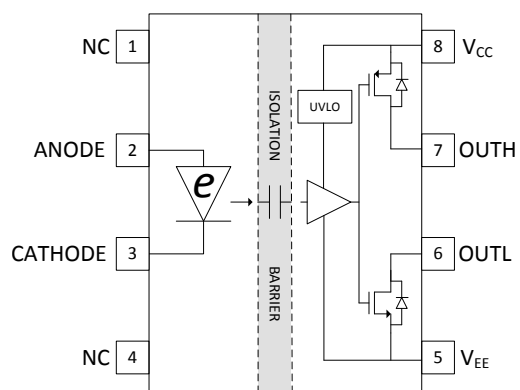 NC 1
8 VCC
ISOLATION
UVLO
ANODE 2
7 OUTH
e
CATHODE 3
6 OUTL
BARRIER
NC 4
5 VEE